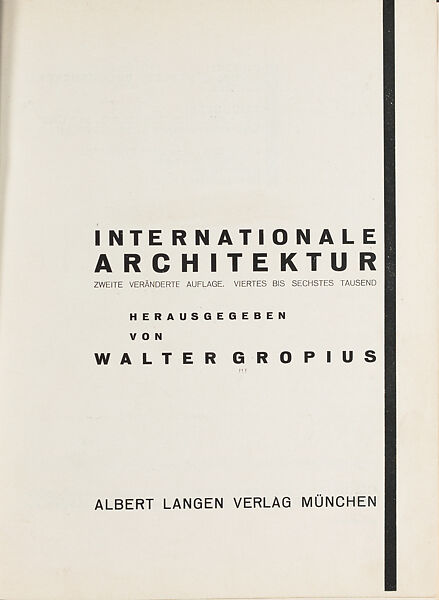 INTERNATIONALE
ARCHITEKTUR
ZWEITE VERÄNDERTE AUFLAGE. VIERTES BIS SECHSTES TAUSEND
HERAUSGEGEBEN
VON
WALTER GROPIUS
ALBERT LANGEN VERLAG MÜNCHEN